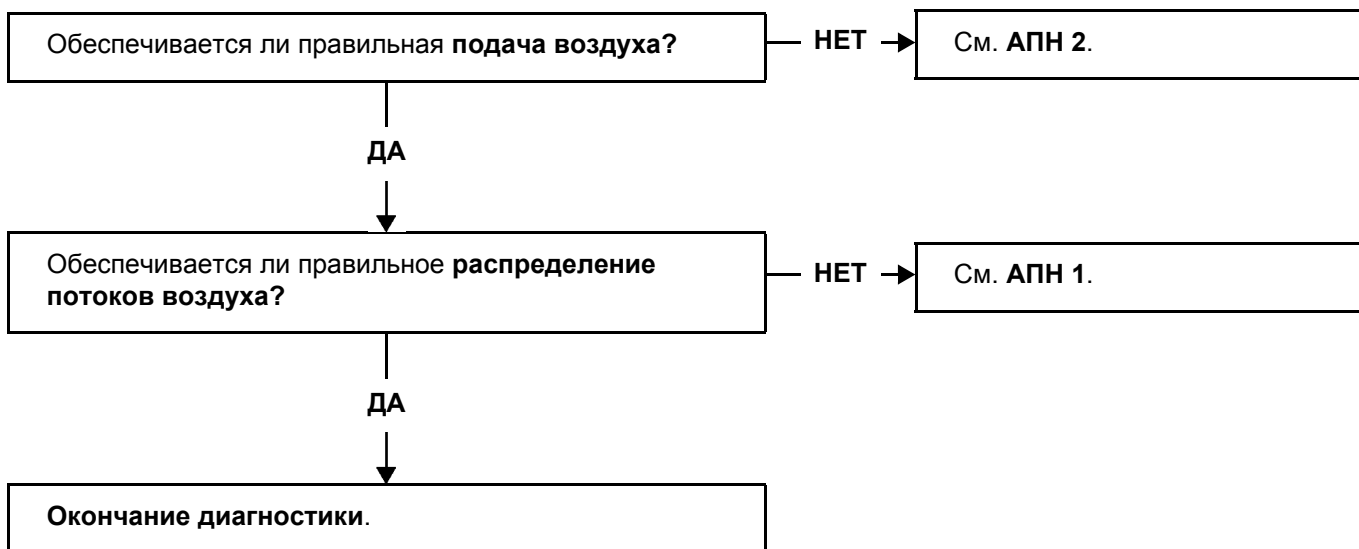 Обеспечивается ли правильная подача воздуха?
НЕТ
См. АПН 2.
ДА
Обеспечивается ли правильное распределение
потоков воздуха?
НЕТ
См. АПН 1.
ДА
Окончание диагностики.